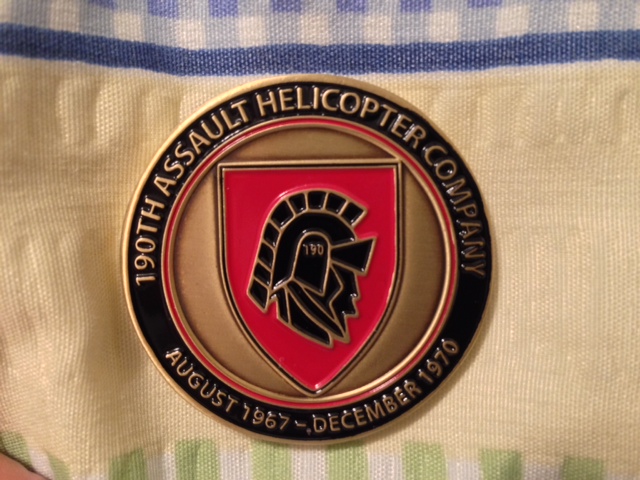 190TH ASSAULT HELICOPTER COMPANY
190
AUGUST 1967 - DECEMBER 1970